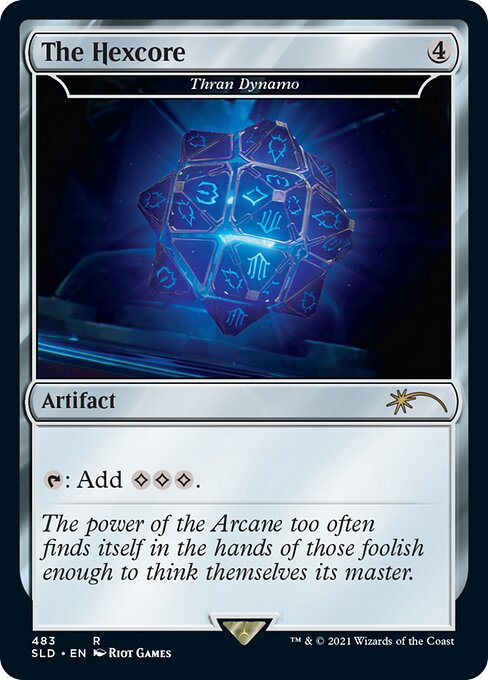 The Hexcore 4
Thran Dynamo
Artifact
: Add .
The power of the Arcane too often
finds itself in the hands of those foolish
enough to think themselves its master.
483 R
SLD • EN Riot Games
™ & © 2021 Wizards of the Coast